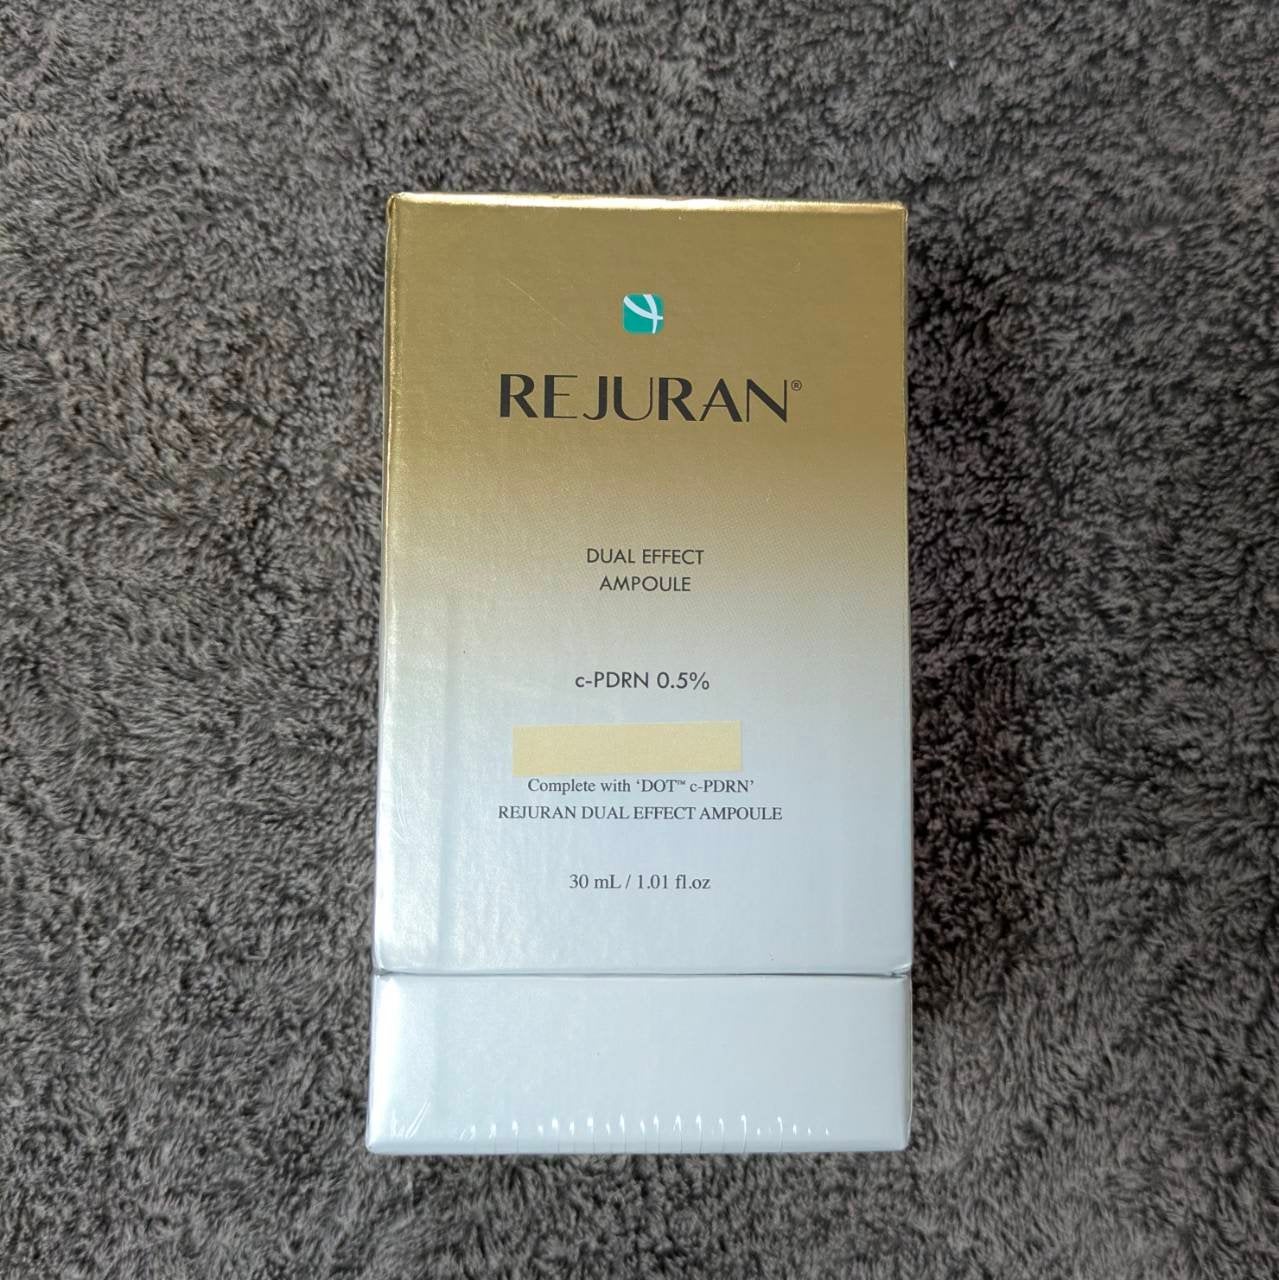 REJURAN®
DUAL EFFECT
AMPOULE
c-PDRN 0.5%
Complete with ‘DOT™ c-PDRN’
REJURAN DUAL EFFECT AMPOULE
30 mL / 1.01 fl.oz